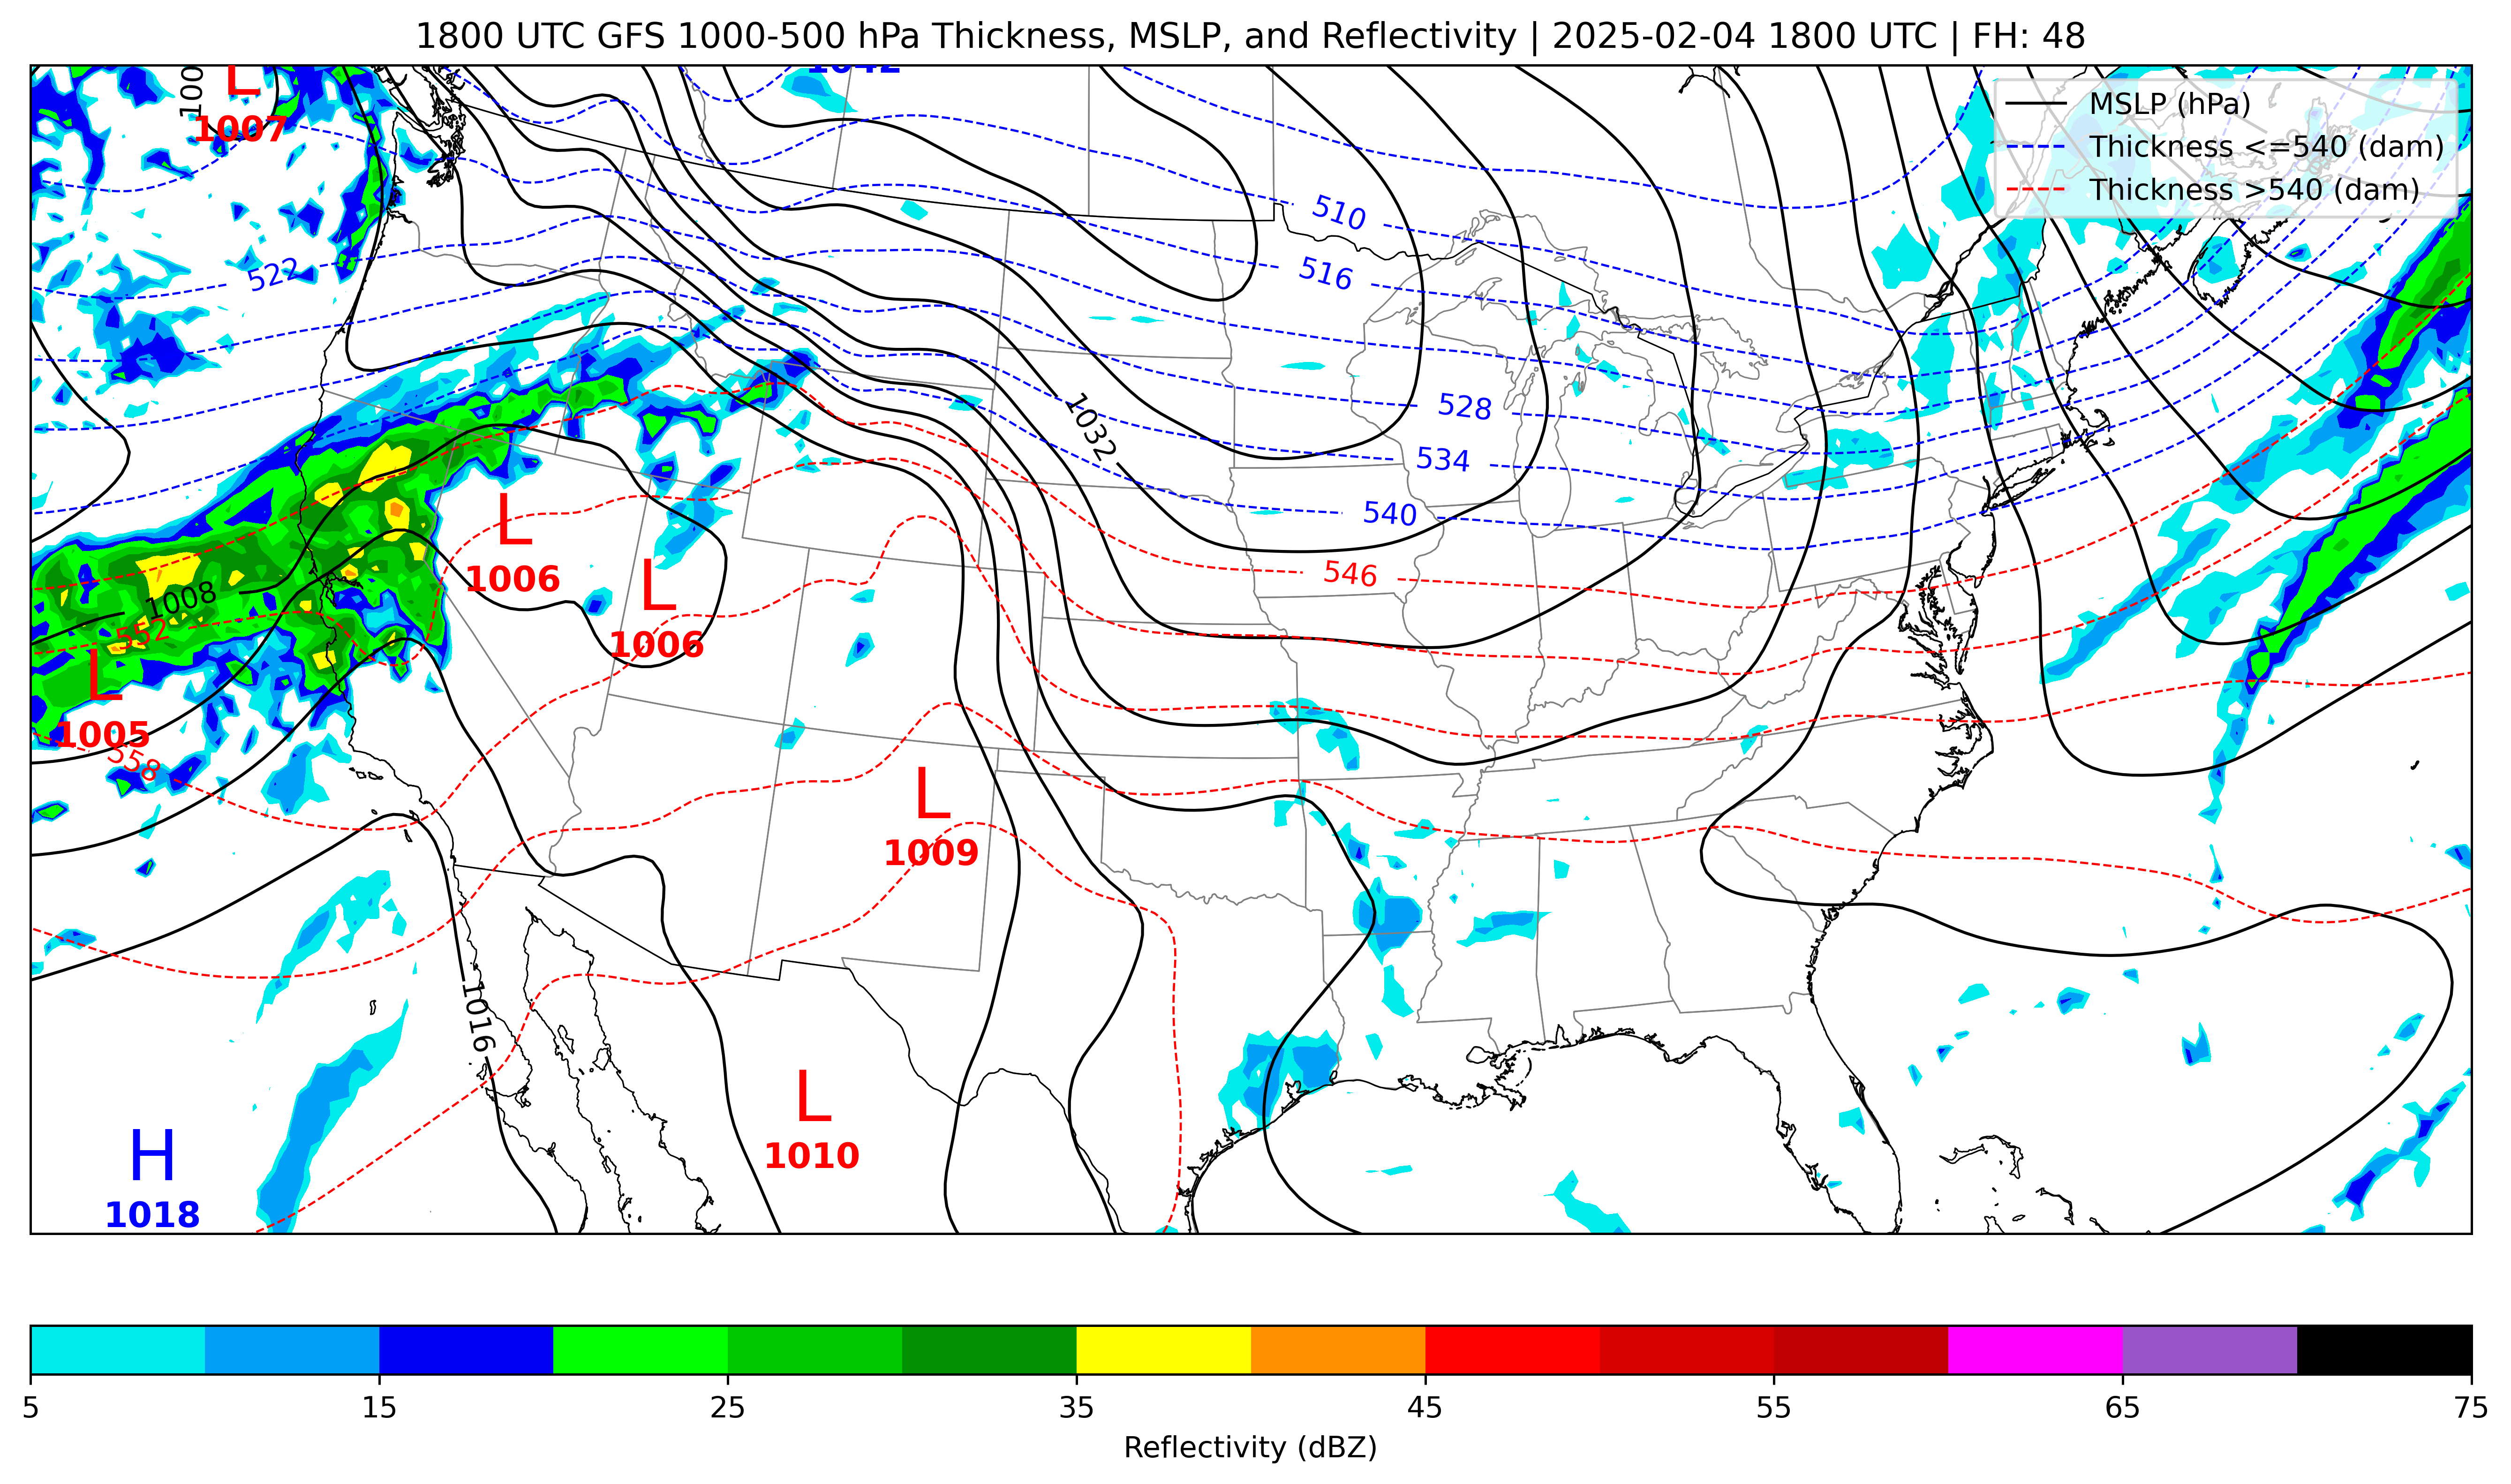 1800 UTC GFS 1000-500 hPa Thickness, MSLP, and Reflectivity | 2025-02-04 1800 UTC | FH: 48
L
1007
100
1042
MSLP (hPa)
Thickness <=540 (dam)
Thickness >540 (dam)
510
522
516
528
1032
534
540
L
1006
546
L
1006
1008
552
L
1005
558
L
1009
1016
L
1010
H
1018
5 15 25 35 45 55 65 75
Reflectivity (dBZ)